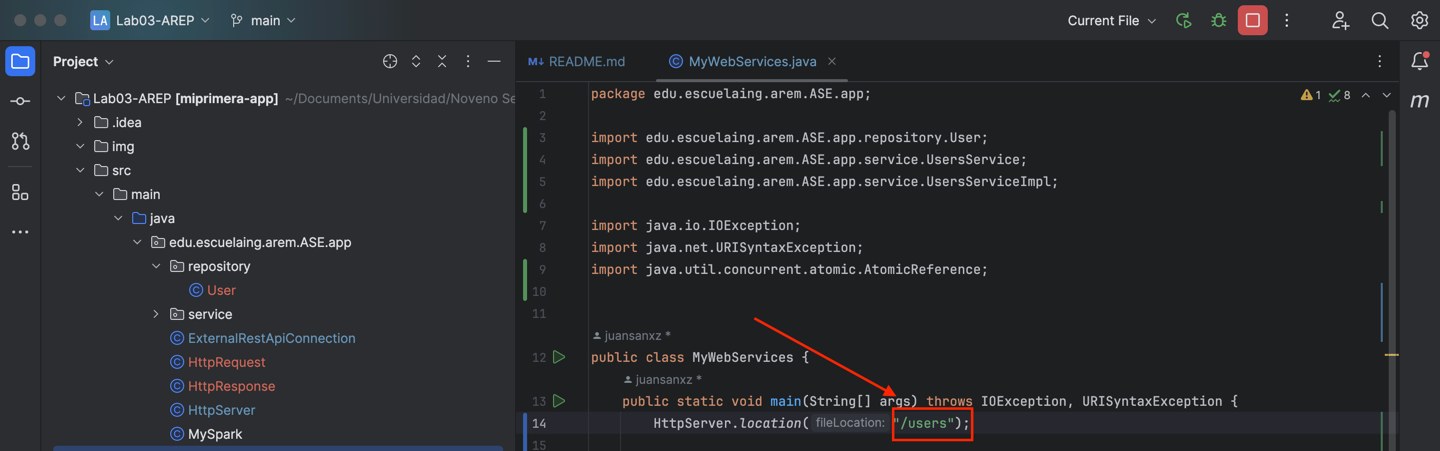 LA Lab03-AREP main Current File
Project
README.md MyWebServices.java
Lab03-AREP [miprimera-app] ~/Documents/Universidad/Noveno Se
.idea
img
src
main
java
edu.escuelaing.arem.ASE.app
repository
User
service
ExternalRestApiConnection
HttpRequest
HttpResponse
HttpServer
MySpark
1 package edu.escuelaing.arem.ASE.app;
2
3 import edu.escuelaing.arem.ASE.app.repository.User;
4 import edu.escuelaing.arem.ASE.app.service.UsersService;
5 import edu.escuelaing.arem.ASE.app.service.UsersServiceImpl;
6
7 import java.io.IOException;
8 import java.net.URISyntaxException;
9 import java.util.concurrent.atomic.AtomicReference;
10
11
juansanxz *
12 public class MyWebServices {
juansanxz *
13 public static void main(String[] args) throws IOException, URISyntaxException {
14 HttpServer.location( fileLocation: "/users");
15
1 8
m